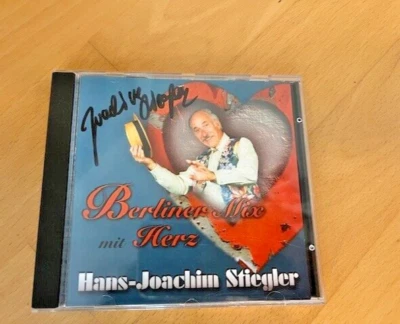 Berliner Mix
mit Herz
Hans-Joachim Stiegler